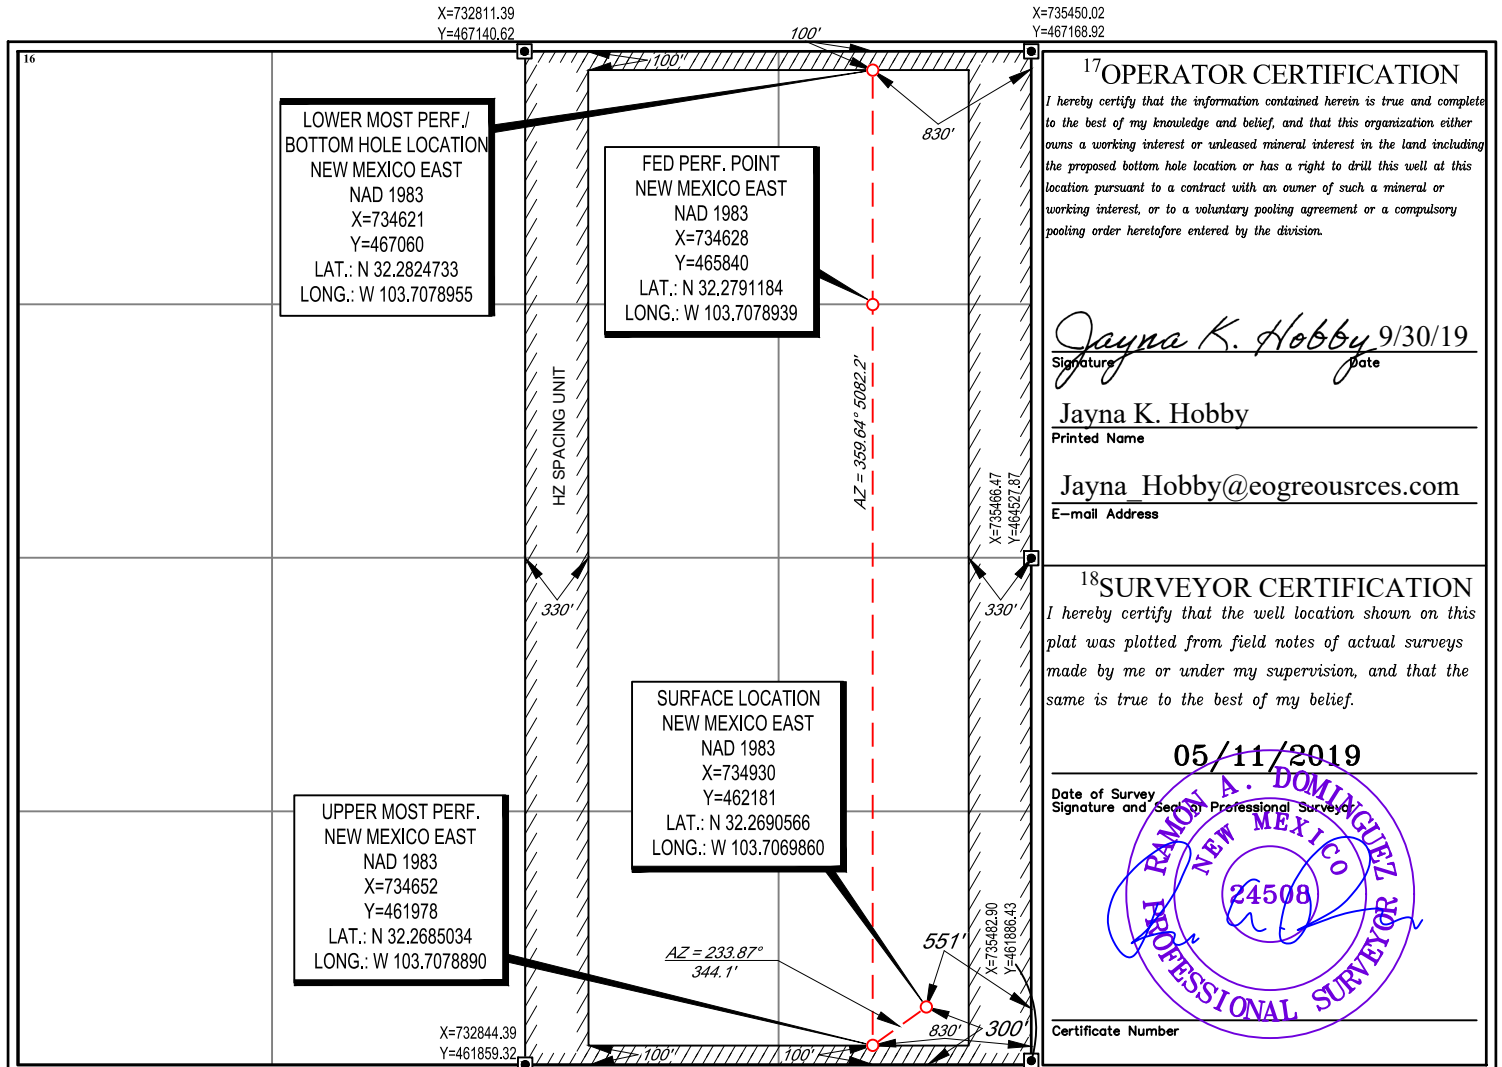 X=732811.39
Y=467140.62
X=735450.02
Y=467168.92
16
100'
100'
830'
LOWER MOST PERF./
BOTTOM HOLE LOCATION
NEW MEXICO EAST
NAD 1983
X=734621
Y=467060
LAT.: N 32.2824733
LONG.: W 103.7078955
FED PERF. POINT
NEW MEXICO EAST
NAD 1983
X=734628
Y=465840
LAT.: N 32.2791184
LONG.: W 103.7078939
HZ SPACING UNIT
AZ = 359.64° 5082.2'
X=735466.47
Y=464527.87
330'
330'
SURFACE LOCATION
NEW MEXICO EAST
NAD 1983
X=734930
Y=462181
LAT.: N 32.2690566
LONG.: W 103.7069860
UPPER MOST PERF.
NEW MEXICO EAST
NAD 1983
X=734652
Y=461978
LAT.: N 32.2685034
LONG.: W 103.7078890
AZ = 233.87°
344.1'
551'
X=735482.90
Y=461886.43
830'
300'
X=732844.39
Y=461859.32
100'
100'
17OPERATOR CERTIFICATION
I hereby certify that the information contained herein is true and complete
to the best of my knowledge and belief, and that this organization either
owns a working interest or unleased mineral interest in the land including
the proposed bottom hole location or has a right to drill this well at this
location pursuant to a contract with an owner of such a mineral or
working interest, or to a voluntary pooling agreement or a compulsory
pooling order heretofore entered by the division.
Jayna K. Hobby 9/30/19
Signature Date
Jayna K. Hobby
Printed Name
Jayna_Hobby@eogreousrces.com
E-mail Address
18SURVEYOR CERTIFICATION
I hereby certify that the well location shown on this
plat was plotted from field notes of actual surveys
made by me or under my supervision, and that the
same is true to the best of my belief.
05/11/2019
Date of Survey
Signature and Seal of Professional Surveyor
RAMON A. DOMINGUEZ
NEW MEXICO
24508
PROFESSIONAL SURVEYOR
Certificate Number